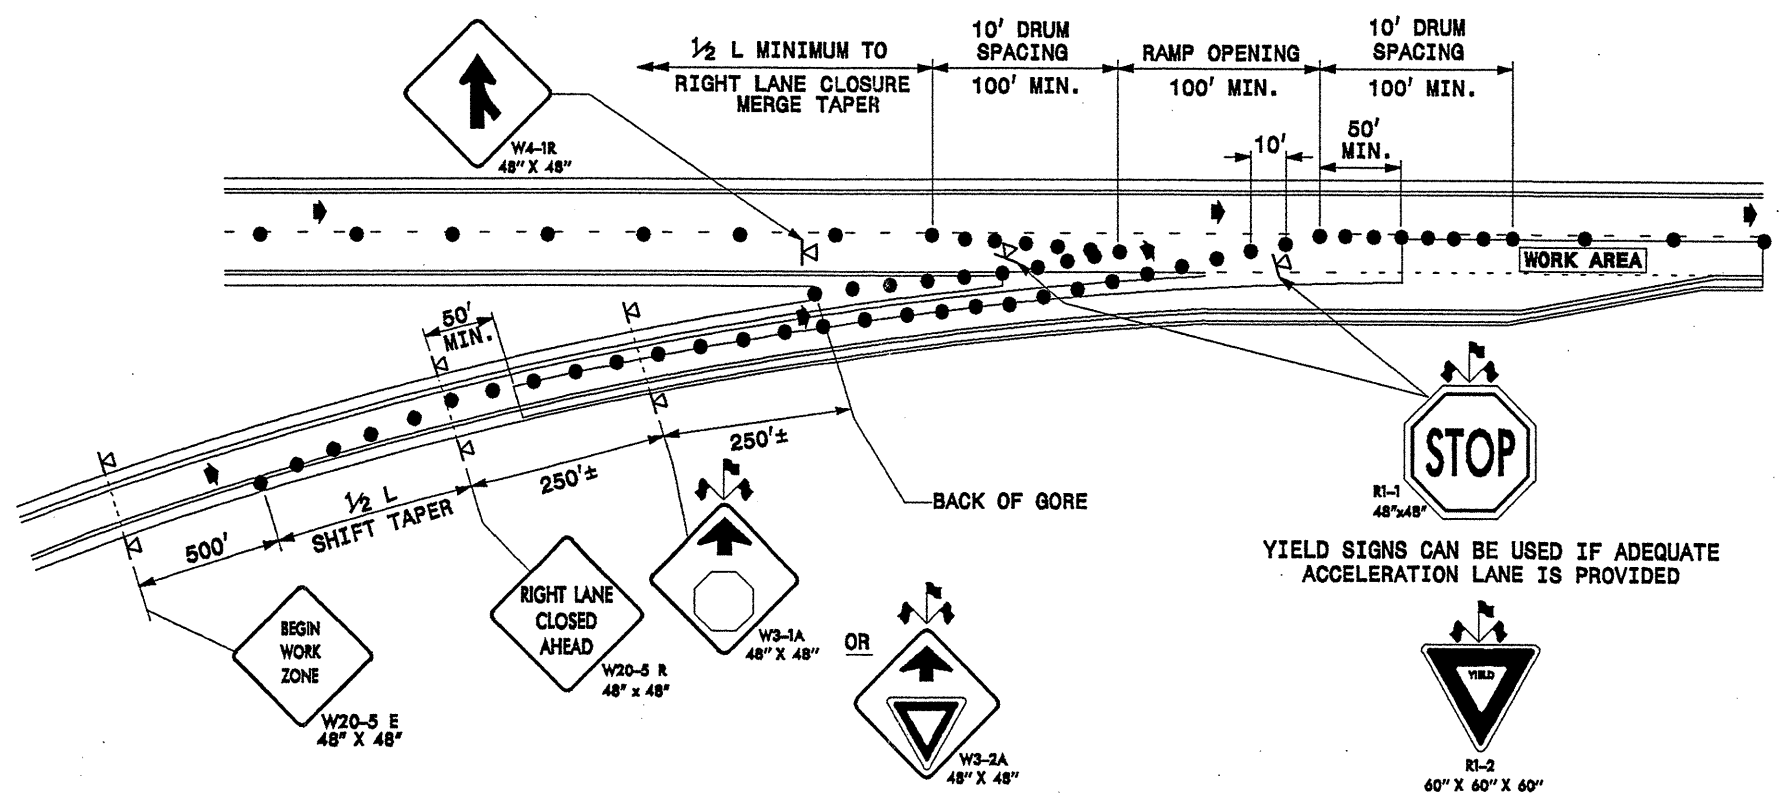 10' DRUM
SPACING
100' MIN.
½ L MINIMUM TO
RIGHT LANE CLOSURE
MERGE TAPER
RAMP OPENING
100' MIN.
10' DRUM
SPACING
100' MIN.
W4-1R
48" X 48"
10'
50'
MIN.
WORK AREA
50'
MIN.
250'±
250'±
½ L
SHIFT TAPER
500'
BACK OF GORE
STOP
R1-1
48"x48"
YIELD SIGNS CAN BE USED IF ADEQUATE
ACCELERATION LANE IS PROVIDED
BEGIN
WORK
ZONE
W20-5 E
48" X 48"
RIGHT LANE
CLOSED
AHEAD
W20-5 R
48" x 48"
W3-1A
48" X 48"
OR
W3-2A
48" X 48"
YIELD
R1-2
60" X 60" X 60"